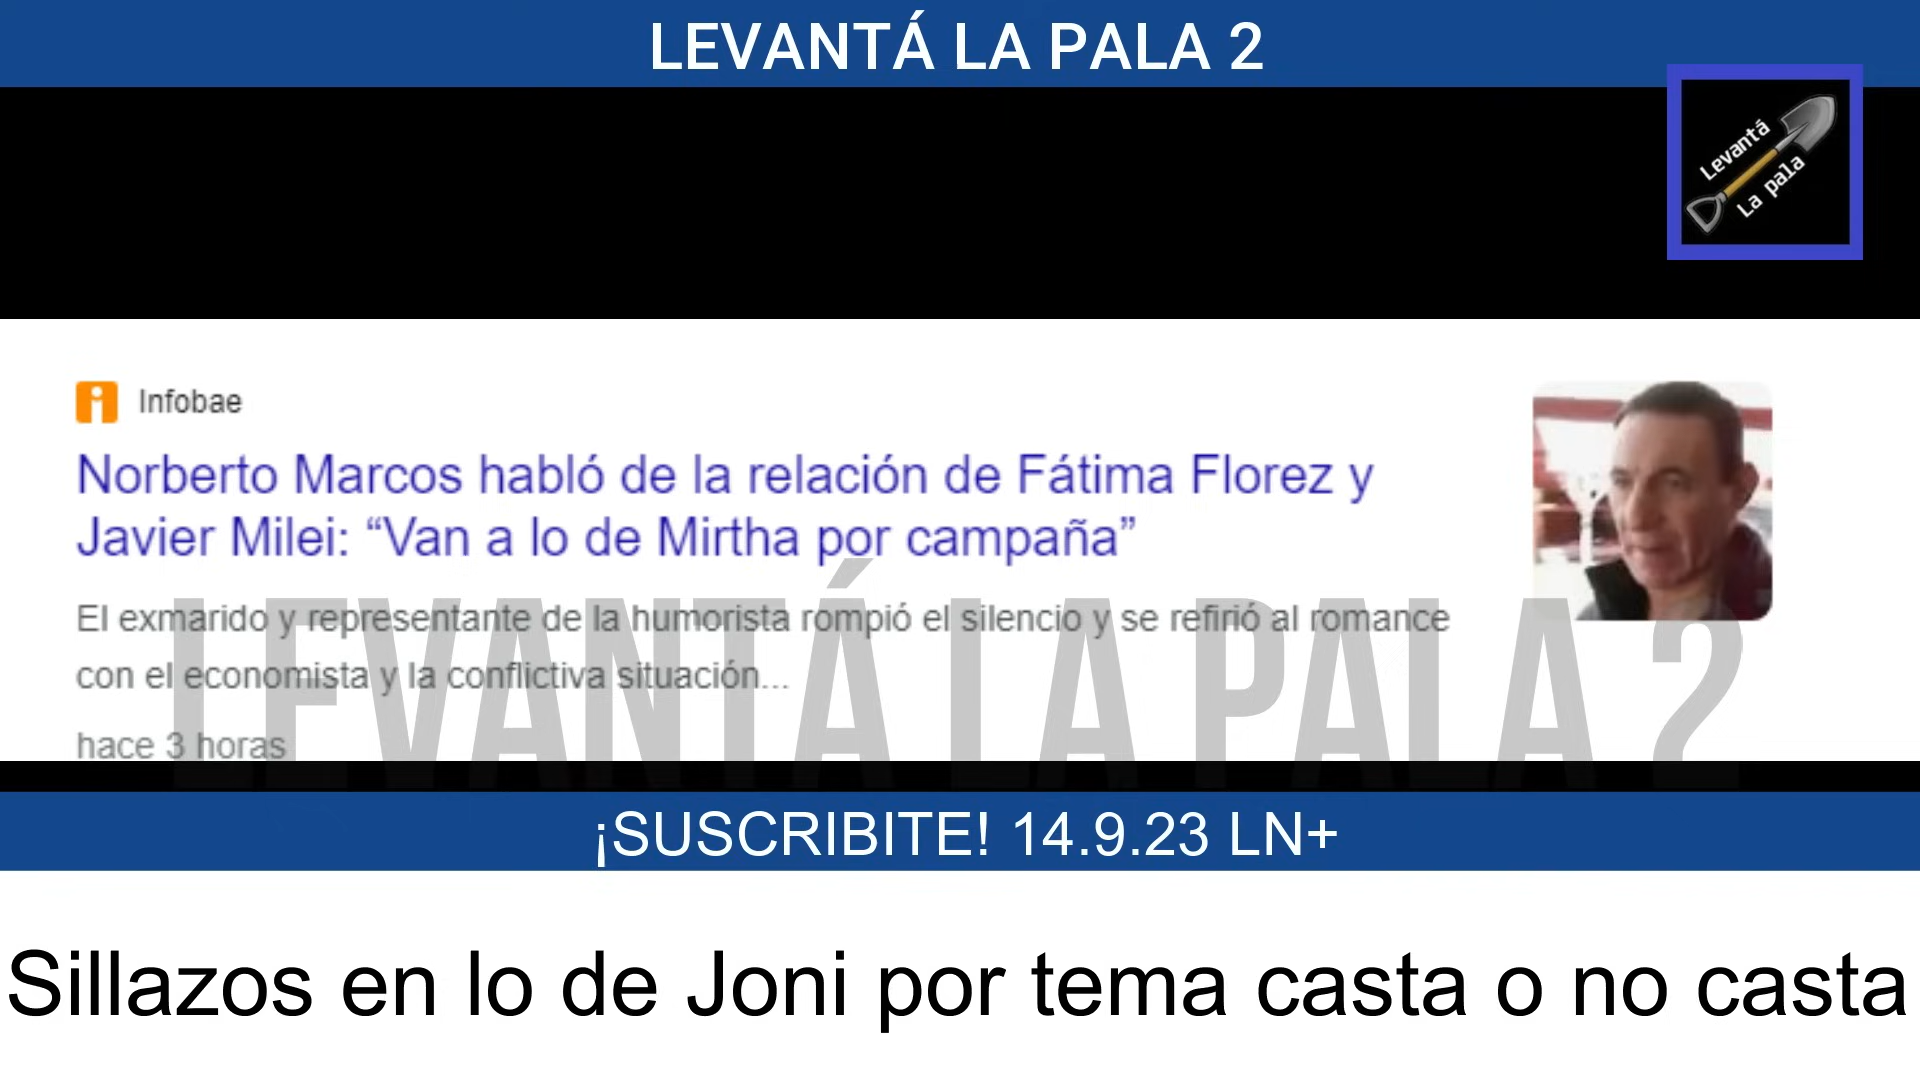 LEVANTÁ LA PALA 2
Levantá
La pala
Infobae
Norberto Marcos habló de la relación de Fátima Florez y
Javier Milei: “Van a lo de Mirtha por campaña”
El exmarido y representante de la humorista rompió el silencio y se refirió al romance
con el economista y la conflictiva situación...
hace 3 horas
LEVANTÁ LA PALA 2
¡SUSCRIBITE! 14.9.23 LN+
Sillazos en lo de Joni por tema casta o no casta